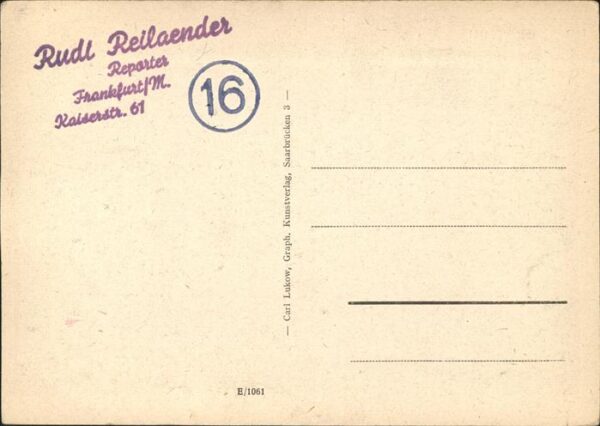 Rudi Reilaender
Reporter
Frankfurt/M.
Kaiserstr. 61
16
— Carl Lukow, Graph. Kunstverlag, Saarbrücken 3 —
E/1061